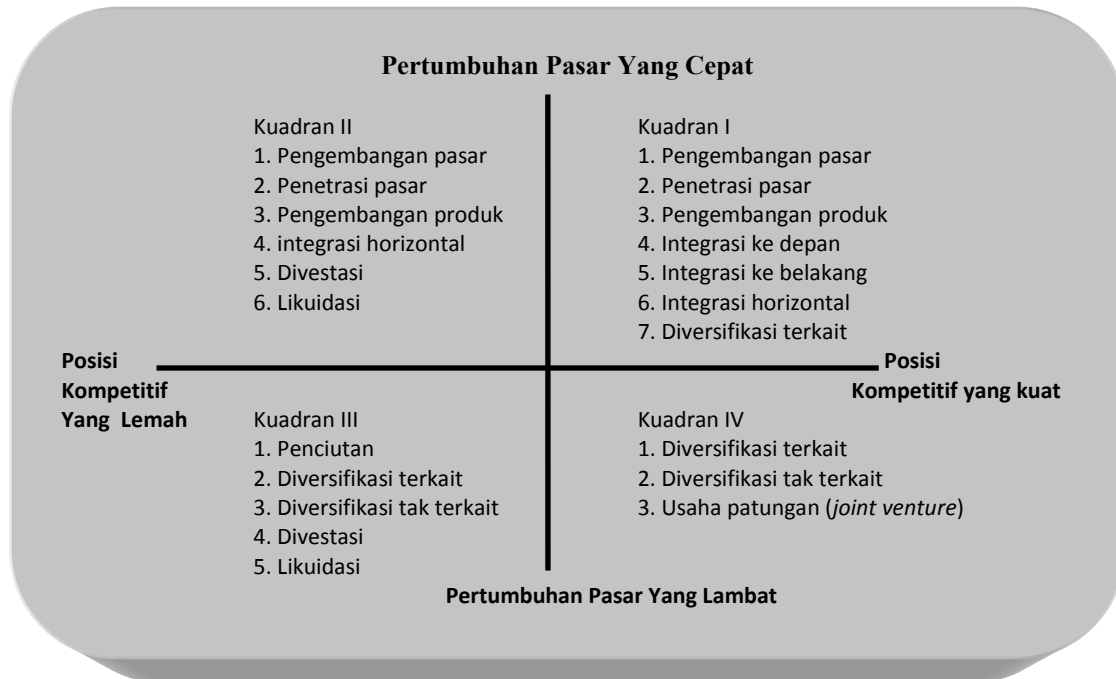 Pertumbuhan Pasar Yang Cepat
Kuadran II
1. Pengembangan pasar
2. Penetrasi pasar
3. Pengembangan produk
4. integrasi horizontal
5. Divestasi
6. Likuidasi
Kuadran I
1. Pengembangan pasar
2. Penetrasi pasar
3. Pengembangan produk
4. Integrasi ke depan
5. Integrasi ke belakang
6. Integrasi horizontal
7. Diversifikasi terkait
Posisi
Kompetitif
Yang Lemah
Posisi
Kompetitif yang kuat
Kuadran III
1. Penciutan
2. Diversifikasi terkait
3. Diversifikasi tak terkait
4. Divestasi
5. Likuidasi
Kuadran IV
1. Diversifikasi terkait
2. Diversifikasi tak terkait
3. Usaha patungan (joint venture)
Pertumbuhan Pasar Yang Lambat